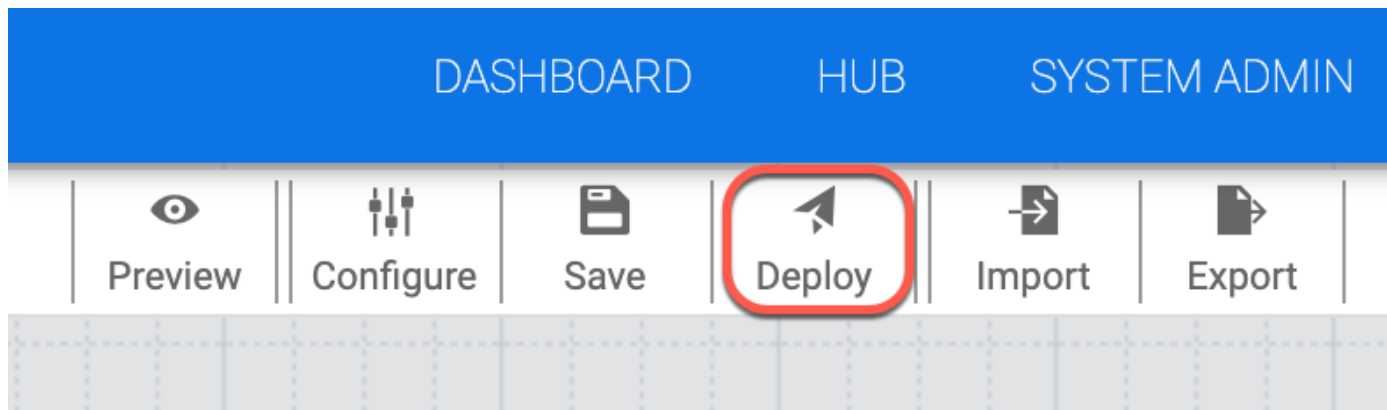 DASHBOARD HUB SYSTEM ADMIN
Preview Configure Save Deploy Import Export